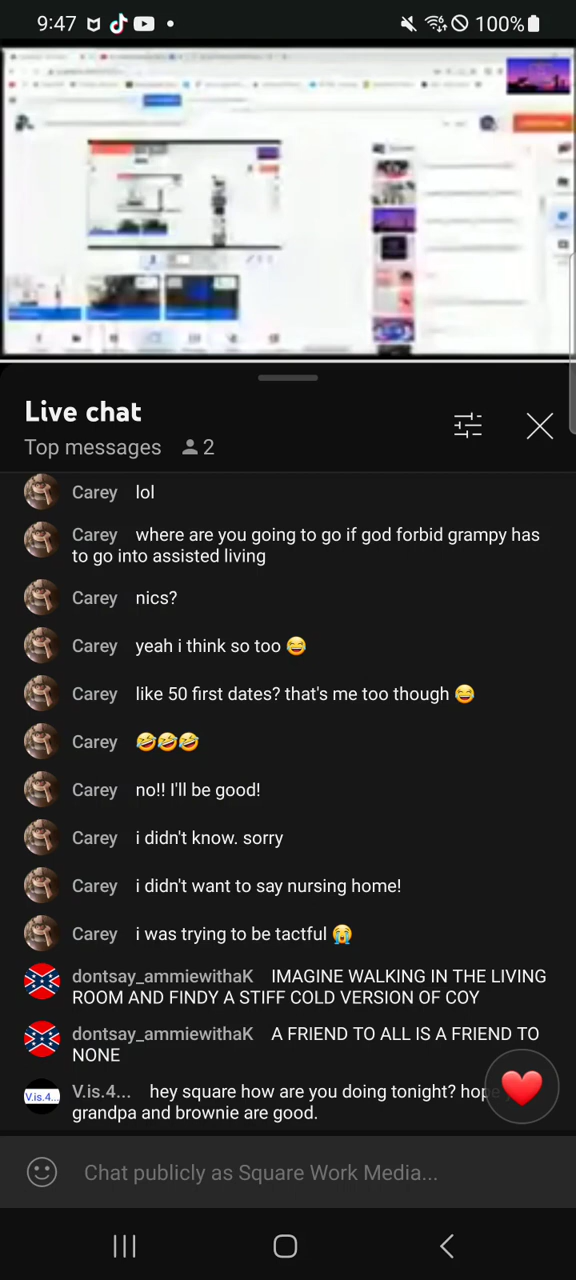 9:47
100%
Live chat
Top messages 2
Carey lol
Carey where are you going to go if god forbid grampy has
to go into assisted living
Carey nics?
Carey yeah i think so too 😂
Carey like 50 first dates? that's me too though 😂
Carey 🤣🤣🤣
Carey no!! I'll be good!
Carey i didn't know. sorry
Carey i didn't want to say nursing home!
Carey i was trying to be tactful 😭
dontsay_ammiewithaK IMAGINE WALKING IN THE LIVING
ROOM AND FINDY A STIFF COLD VERSION OF COY
dontsay_ammiewithaK A FRIEND TO ALL IS A FRIEND TO
NONE
V.is.4...
V.is.4... hey square how are you doing tonight? hop
grandpa and brownie are good.
Chat publicly as Square Work Media...